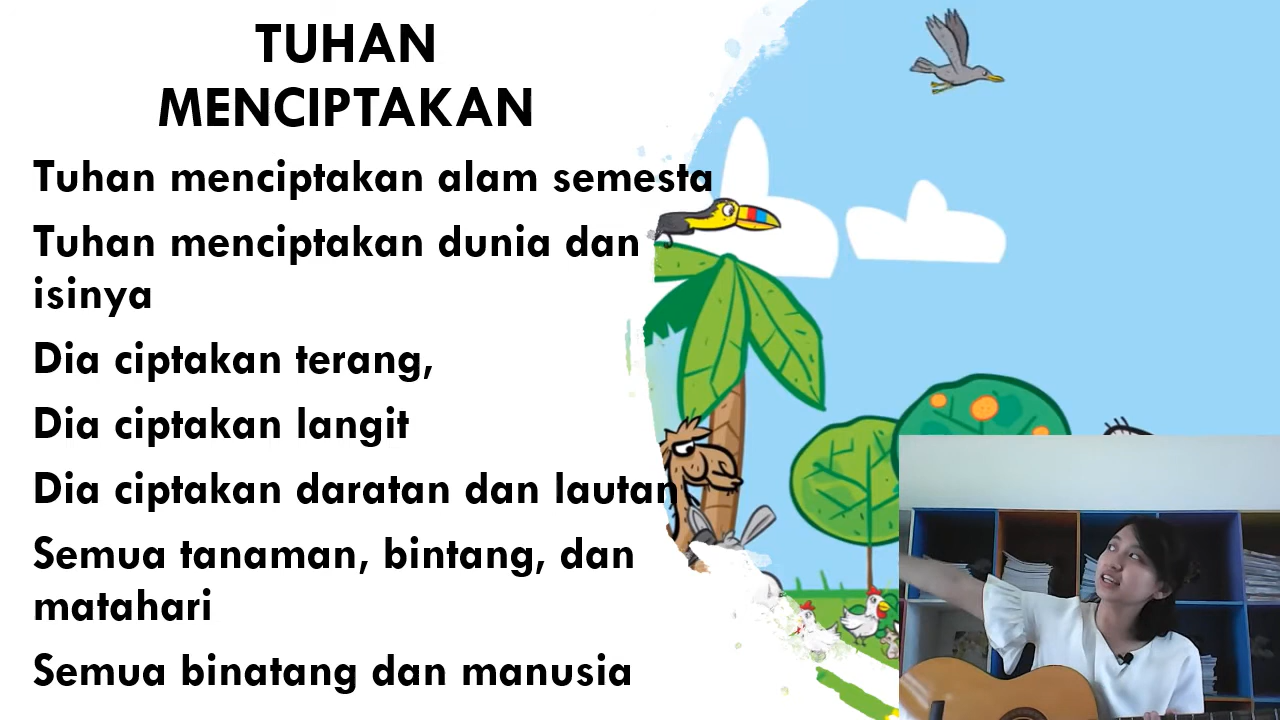 TUHAN
MENCIPTAKAN
Tuhan menciptakan alam semesta
Tuhan menciptakan dunia dan
isinya
Dia ciptakan terang,
Dia ciptakan langit
Dia ciptakan daratan dan lautan
Semua tanaman, bintang, dan
matahari
Semua binatang dan manusia